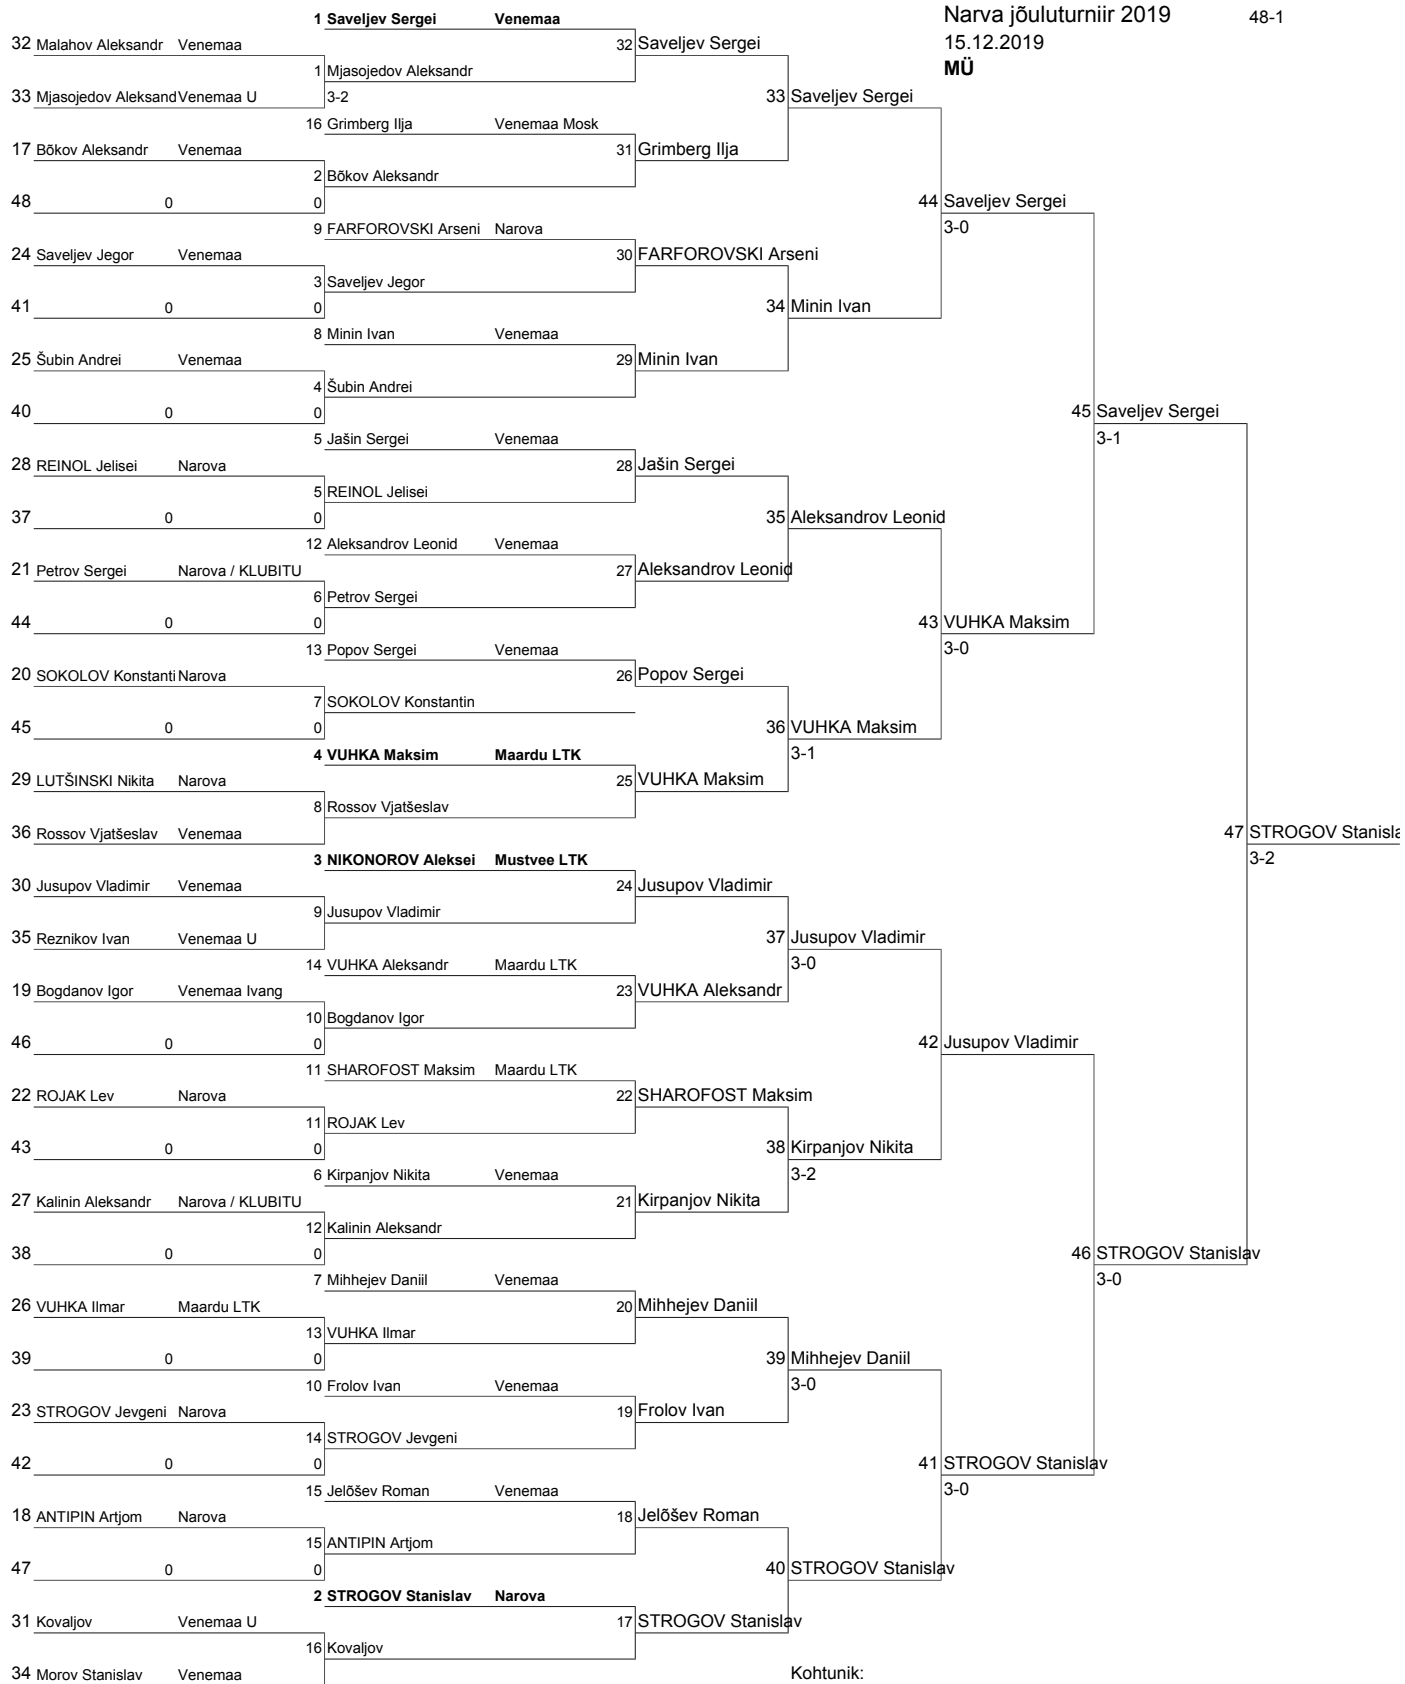 1 Saveljev Sergei Venemaa Narva jõuluturniir 2019 48-1
32 Malahov Aleksandr Venemaa 32 Saveljev Sergei 15.12.2019
1 Mjasojedov Aleksandr MÜ
33 Mjasojedov Aleksand Venemaa U 3-2 33 Saveljev Sergei
16 Grimberg Ilja Venemaa Mosk
17 Bõkov Aleksandr Venemaa 31 Grimberg Ilja
2 Bõkov Aleksandr
48 0 0 44 Saveljev Sergei
9 FARFOROVSKI Arseni Narova 3-0
24 Saveljev Jegor Venemaa 30 FARFOROVSKI Arseni
3 Saveljev Jegor
41 0 0 34 Minin Ivan
8 Minin Ivan Venemaa
25 Šubin Andrei Venemaa 29 Minin Ivan
4 Šubin Andrei
40 0 0 45 Saveljev Sergei
5 Jašin Sergei Venemaa 3-1
28 REINOL Jelisei Narova 28 Jašin Sergei
5 REINOL Jelisei
37 0 0 35 Aleksandrov Leonid
12 Aleksandrov Leonid Venemaa
21 Petrov Sergei Narova / KLUBITU 27 Aleksandrov Leonid
6 Petrov Sergei
44 0 0 43 VUHKA Maksim
13 Popov Sergei Venemaa 3-0
20 SOKOLOV Konstanti Narova 26 Popov Sergei
7 SOKOLOV Konstantin
45 0 0 36 VUHKA Maksim
4 VUHKA Maksim Maardu LTK 3-1
29 LUTŠINSKI Nikita Narova 25 VUHKA Maksim
8 Rossov Vjatšeslav
36 Rossov Vjatšeslav Venemaa 47 STROGOV Stanisla
3 NIKONOROV Aleksei Mustvee LTK 3-2
30 Jusupov Vladimir Venemaa 24 Jusupov Vladimir
9 Jusupov Vladimir
35 Reznikov Ivan Venemaa U 37 Jusupov Vladimir
14 VUHKA Aleksandr Maardu LTK 3-0
19 Bogdanov Igor Venemaa Ivang 23 VUHKA Aleksandr
10 Bogdanov Igor
46 0 0 42 Jusupov Vladimir
11 SHAROFOST Maksim Maardu LTK
22 ROJAK Lev Narova 22 SHAROFOST Maksim
11 ROJAK Lev
43 0 0 38 Kirpanjov Nikita
6 Kirpanjov Nikita Venemaa 3-2
27 Kalinin Aleksandr Narova / KLUBITU 21 Kirpanjov Nikita
12 Kalinin Aleksandr
38 0 0 46 STROGOV Stanislav
7 Mihhejev Daniil Venemaa 3-0
26 VUHKA Ilmar Maardu LTK 20 Mihhejev Daniil
13 VUHKA Ilmar
39 0 0 39 Mihhejev Daniil
10 Frolov Ivan Venemaa 3-0
23 STROGOV Jevgeni Narova 19 Frolov Ivan
14 STROGOV Jevgeni
42 0 0 41 STROGOV Stanislav
15 Jelõšev Roman Venemaa 3-0
18 ANTIPIN Artjom Narova 18 Jelõšev Roman
15 ANTIPIN Artjom
47 0 0 40 STROGOV Stanislav
2 STROGOV Stanislav Narova
31 Kovaljov Venemaa U 17 STROGOV Stanislav
16 Kovaljov
34 Morov Stanislav Venemaa Kohtunik: